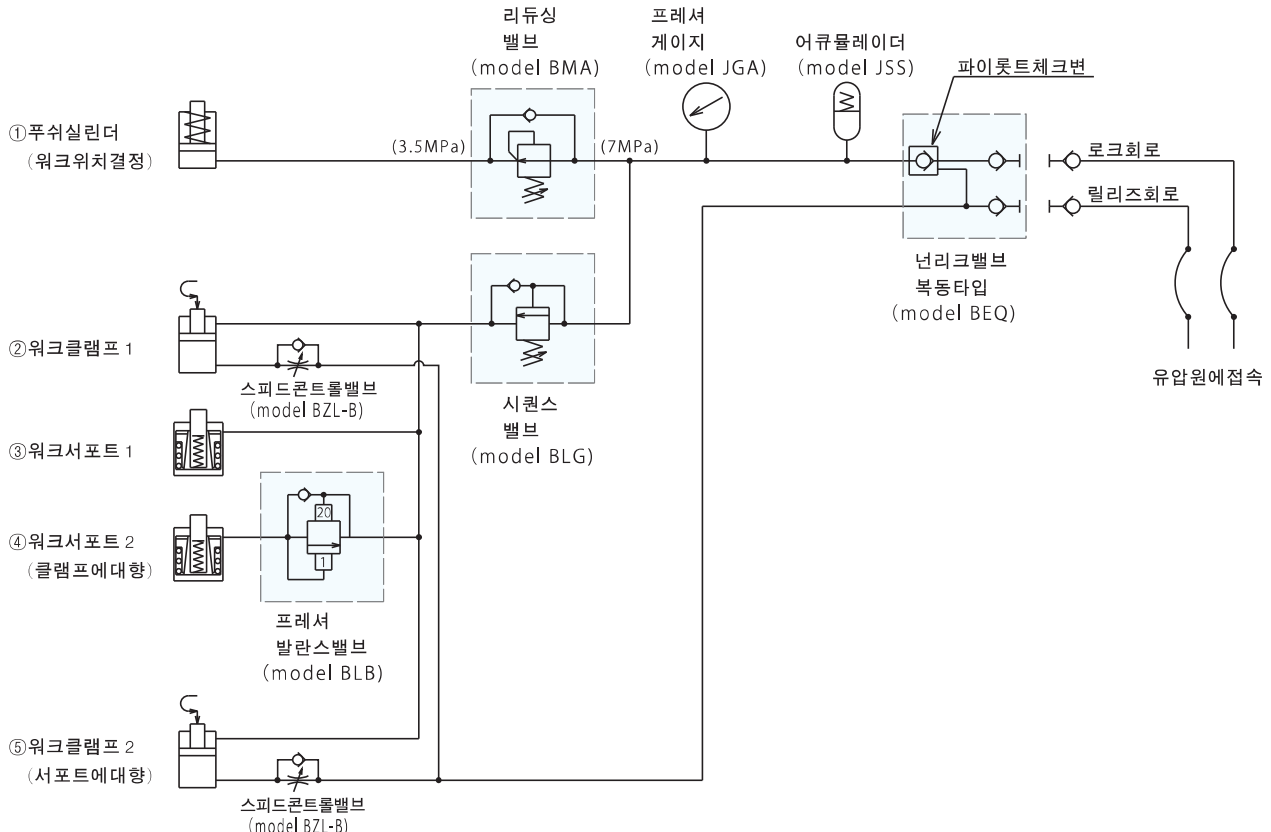 리듀싱
밸브
(model BMA)
프레셔
게이지
(model JGA)
어큐뮬레이더
(model JSS)
파이롯트체크변
①푸쉬실린더
(워크위치결정)
(3.5MPa)
(7MPa)
로크회로
릴리즈회로
넌리크밸브
복동타입
(model BEQ)
유압원에접속
②워크클램프 1
스피드콘트롤밸브
(model BZL-B)
시퀀스
밸브
(model BLG)
③워크서포트 1
④워크서포트 2
(클램프에대향)
20
1
프레셔
발란스밸브
(model BLB)
⑤워크클램프 2
(서포트에대향)
스피드콘트롤밸브
(model BZL-B)